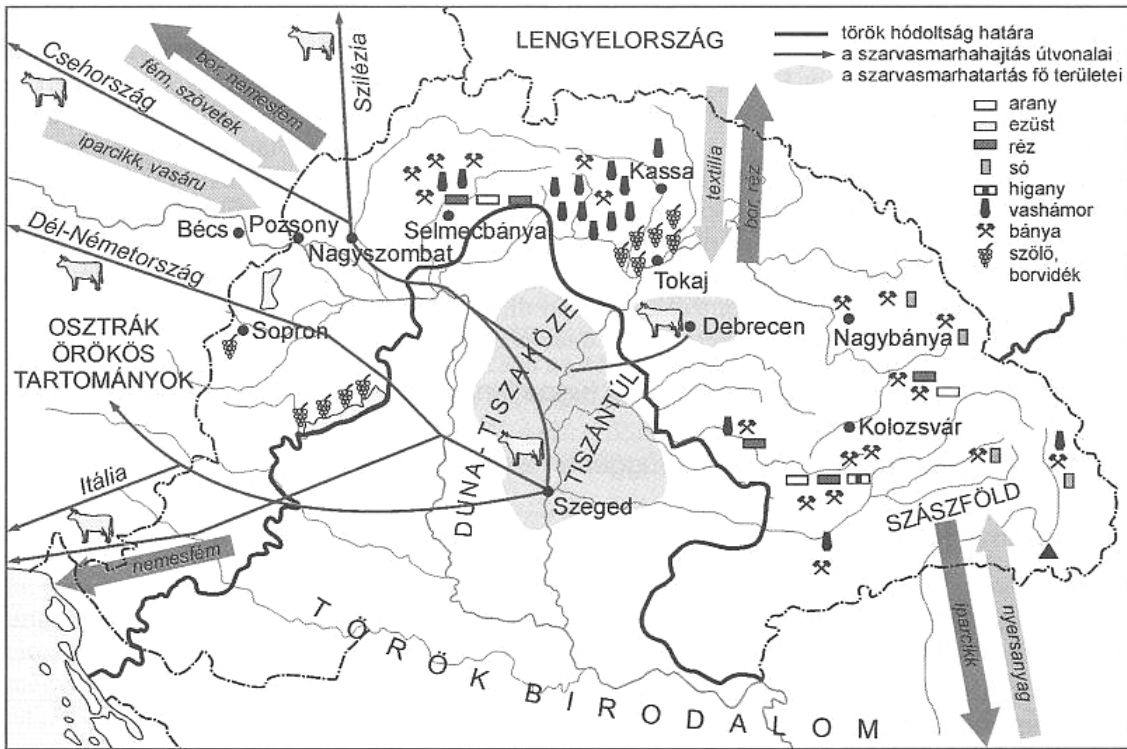 LENGYELORSZÁG
török hódoltság határa
a szarvasmarhahajtás útvonalai
a szarvasmarhatartás fő területei
arany
ezüst
réz
só
higany
vashámor
bánya
szőlő,
borvidék
Csehország
bor, nemesfém
fém, szövetek
iparcikk, vasáru
Szilézia
textília
bor, réz
Kassa
Bécs
Pozsony
Nagyszombat
Selmecbánya
Tokaj
Dél-Németország
Sopron
Debrecen
Nagybánya
OSZTRÁK
ÖRÖKÖS
TARTOMÁNYOK
DUNA-TISZA KÖZE
TISZÁNTÚL
Kolozsvár
Itália
Szeged
SZÁSZFÖLD
nemesfém
iparcikk
nyersanyag
TÖRÖK BIRODALOM